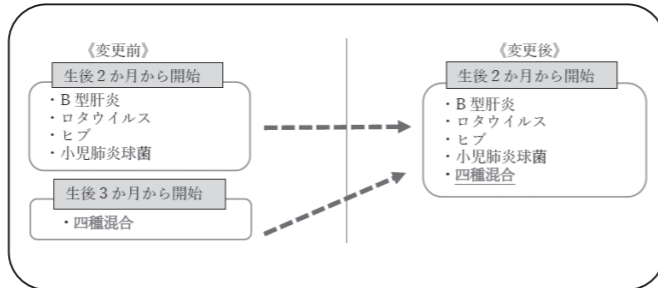 《変更前》
生後２か月から開始
・B 型肝炎
・ロタウイルス
・ヒブ
・小児肺炎球菌
生後３か月から開始
・四種混合
《変更後》
生後２か月から開始
・B 型肝炎
・ロタウイルス
・ヒブ
・小児肺炎球菌
・四種混合